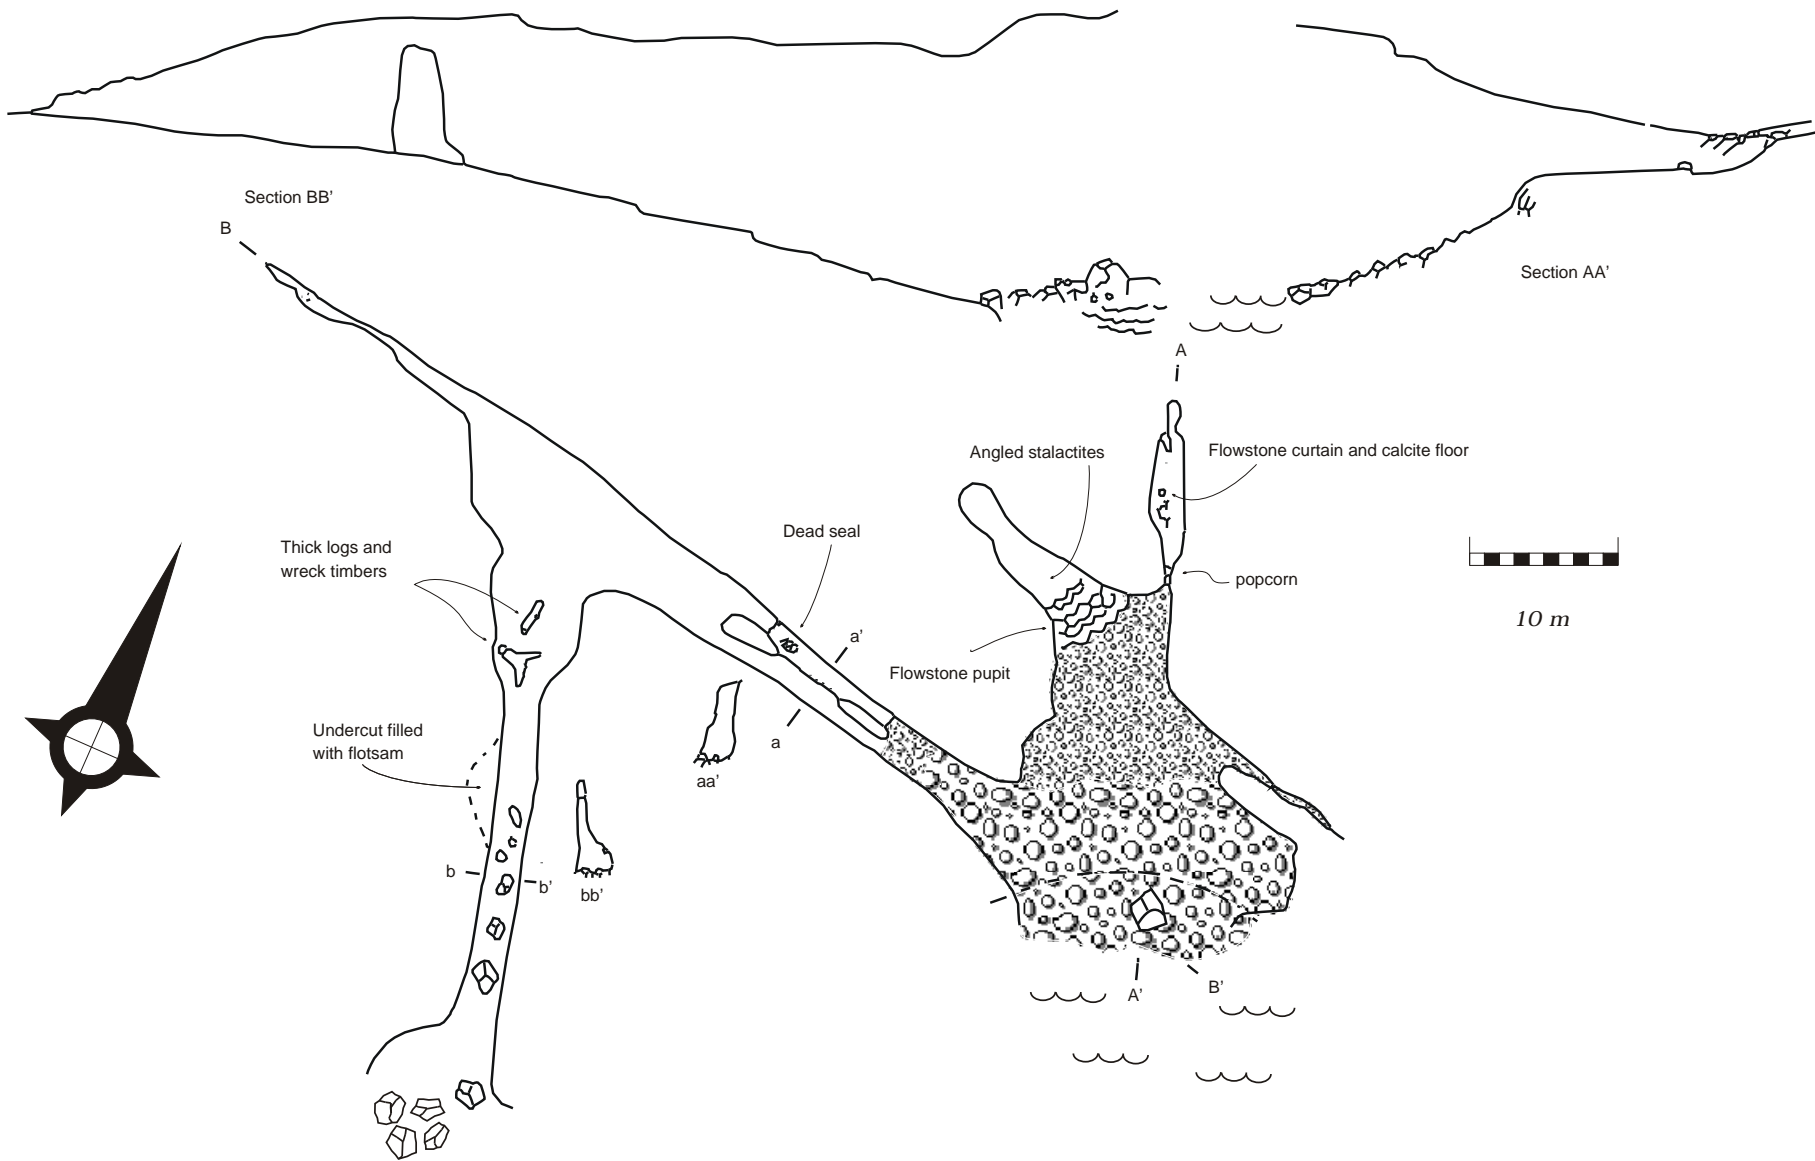 Section BB’
B
Section AA’
A
Angled stalactites
Flowstone curtain and calcite floor
Dead seal
Thick logs and
wreck timbers
popcorn
10 m
a’
Flowstone pupit
Undercut filled
with flotsam
a
aa’
b
b’
bb’
A’
B’